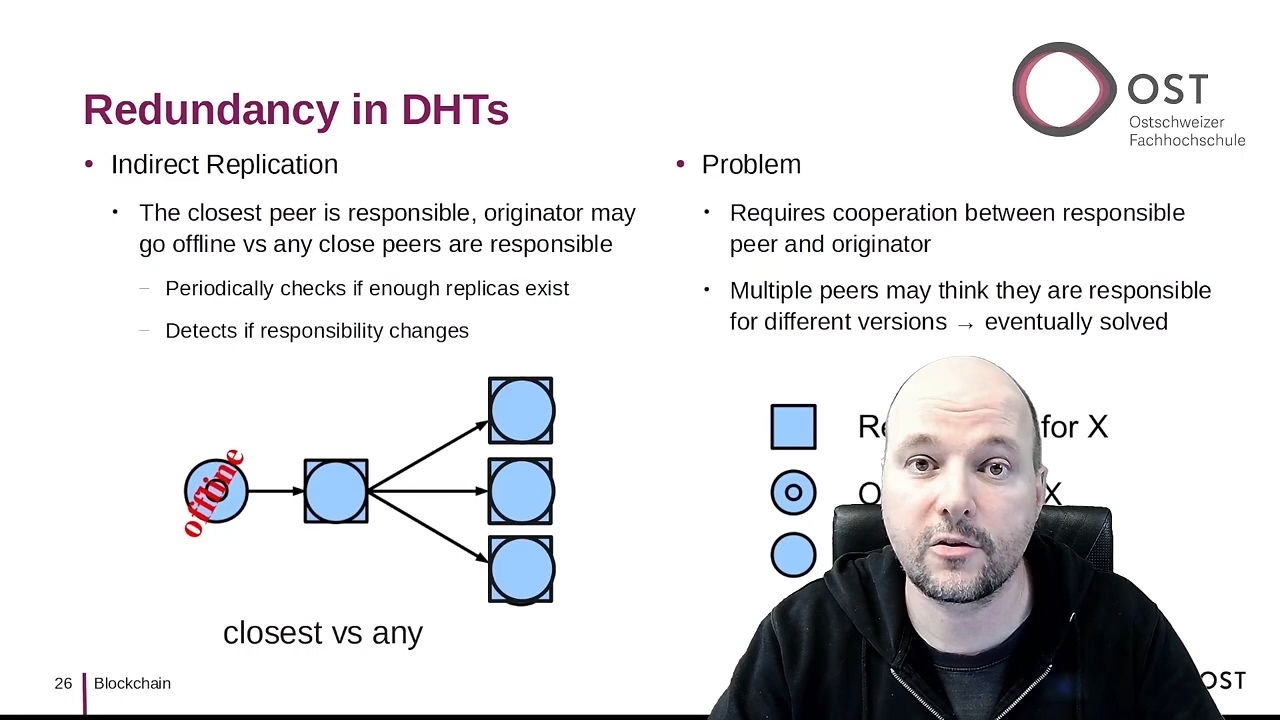 OST
Ostschweizer
Fachhochschule
Redundancy in DHTs
• Indirect Replication
• The closest peer is responsible, originator may
go offline vs any close peers are responsible
– Periodically checks if enough replicas exist
– Detects if responsibility changes
• Problem
• Requires cooperation between responsible
peer and originator
• Multiple peers may think they are responsible
for different versions → eventually solved
offline
closest vs any
for X
X
26
Blockchain
OST